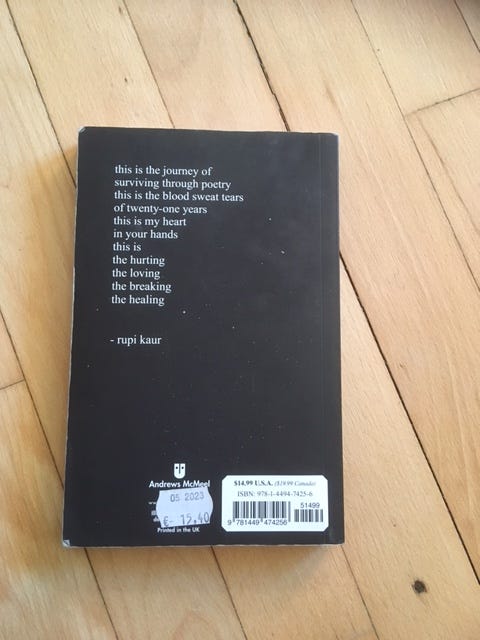 this is the journey of
surviving through poetry
this is the blood sweat tears
of twenty-one years
this is my heart
in your hands
this is
the hurting
the loving
the breaking
the healing
- rupi kaur
Andrews McMeel
05 2023
€ 15,40
Printed in the UK
$14.99 U.S.A. ($19.99 Canada)
ISBN: 978-1-4494-7425-6
51499
9 781449 474256